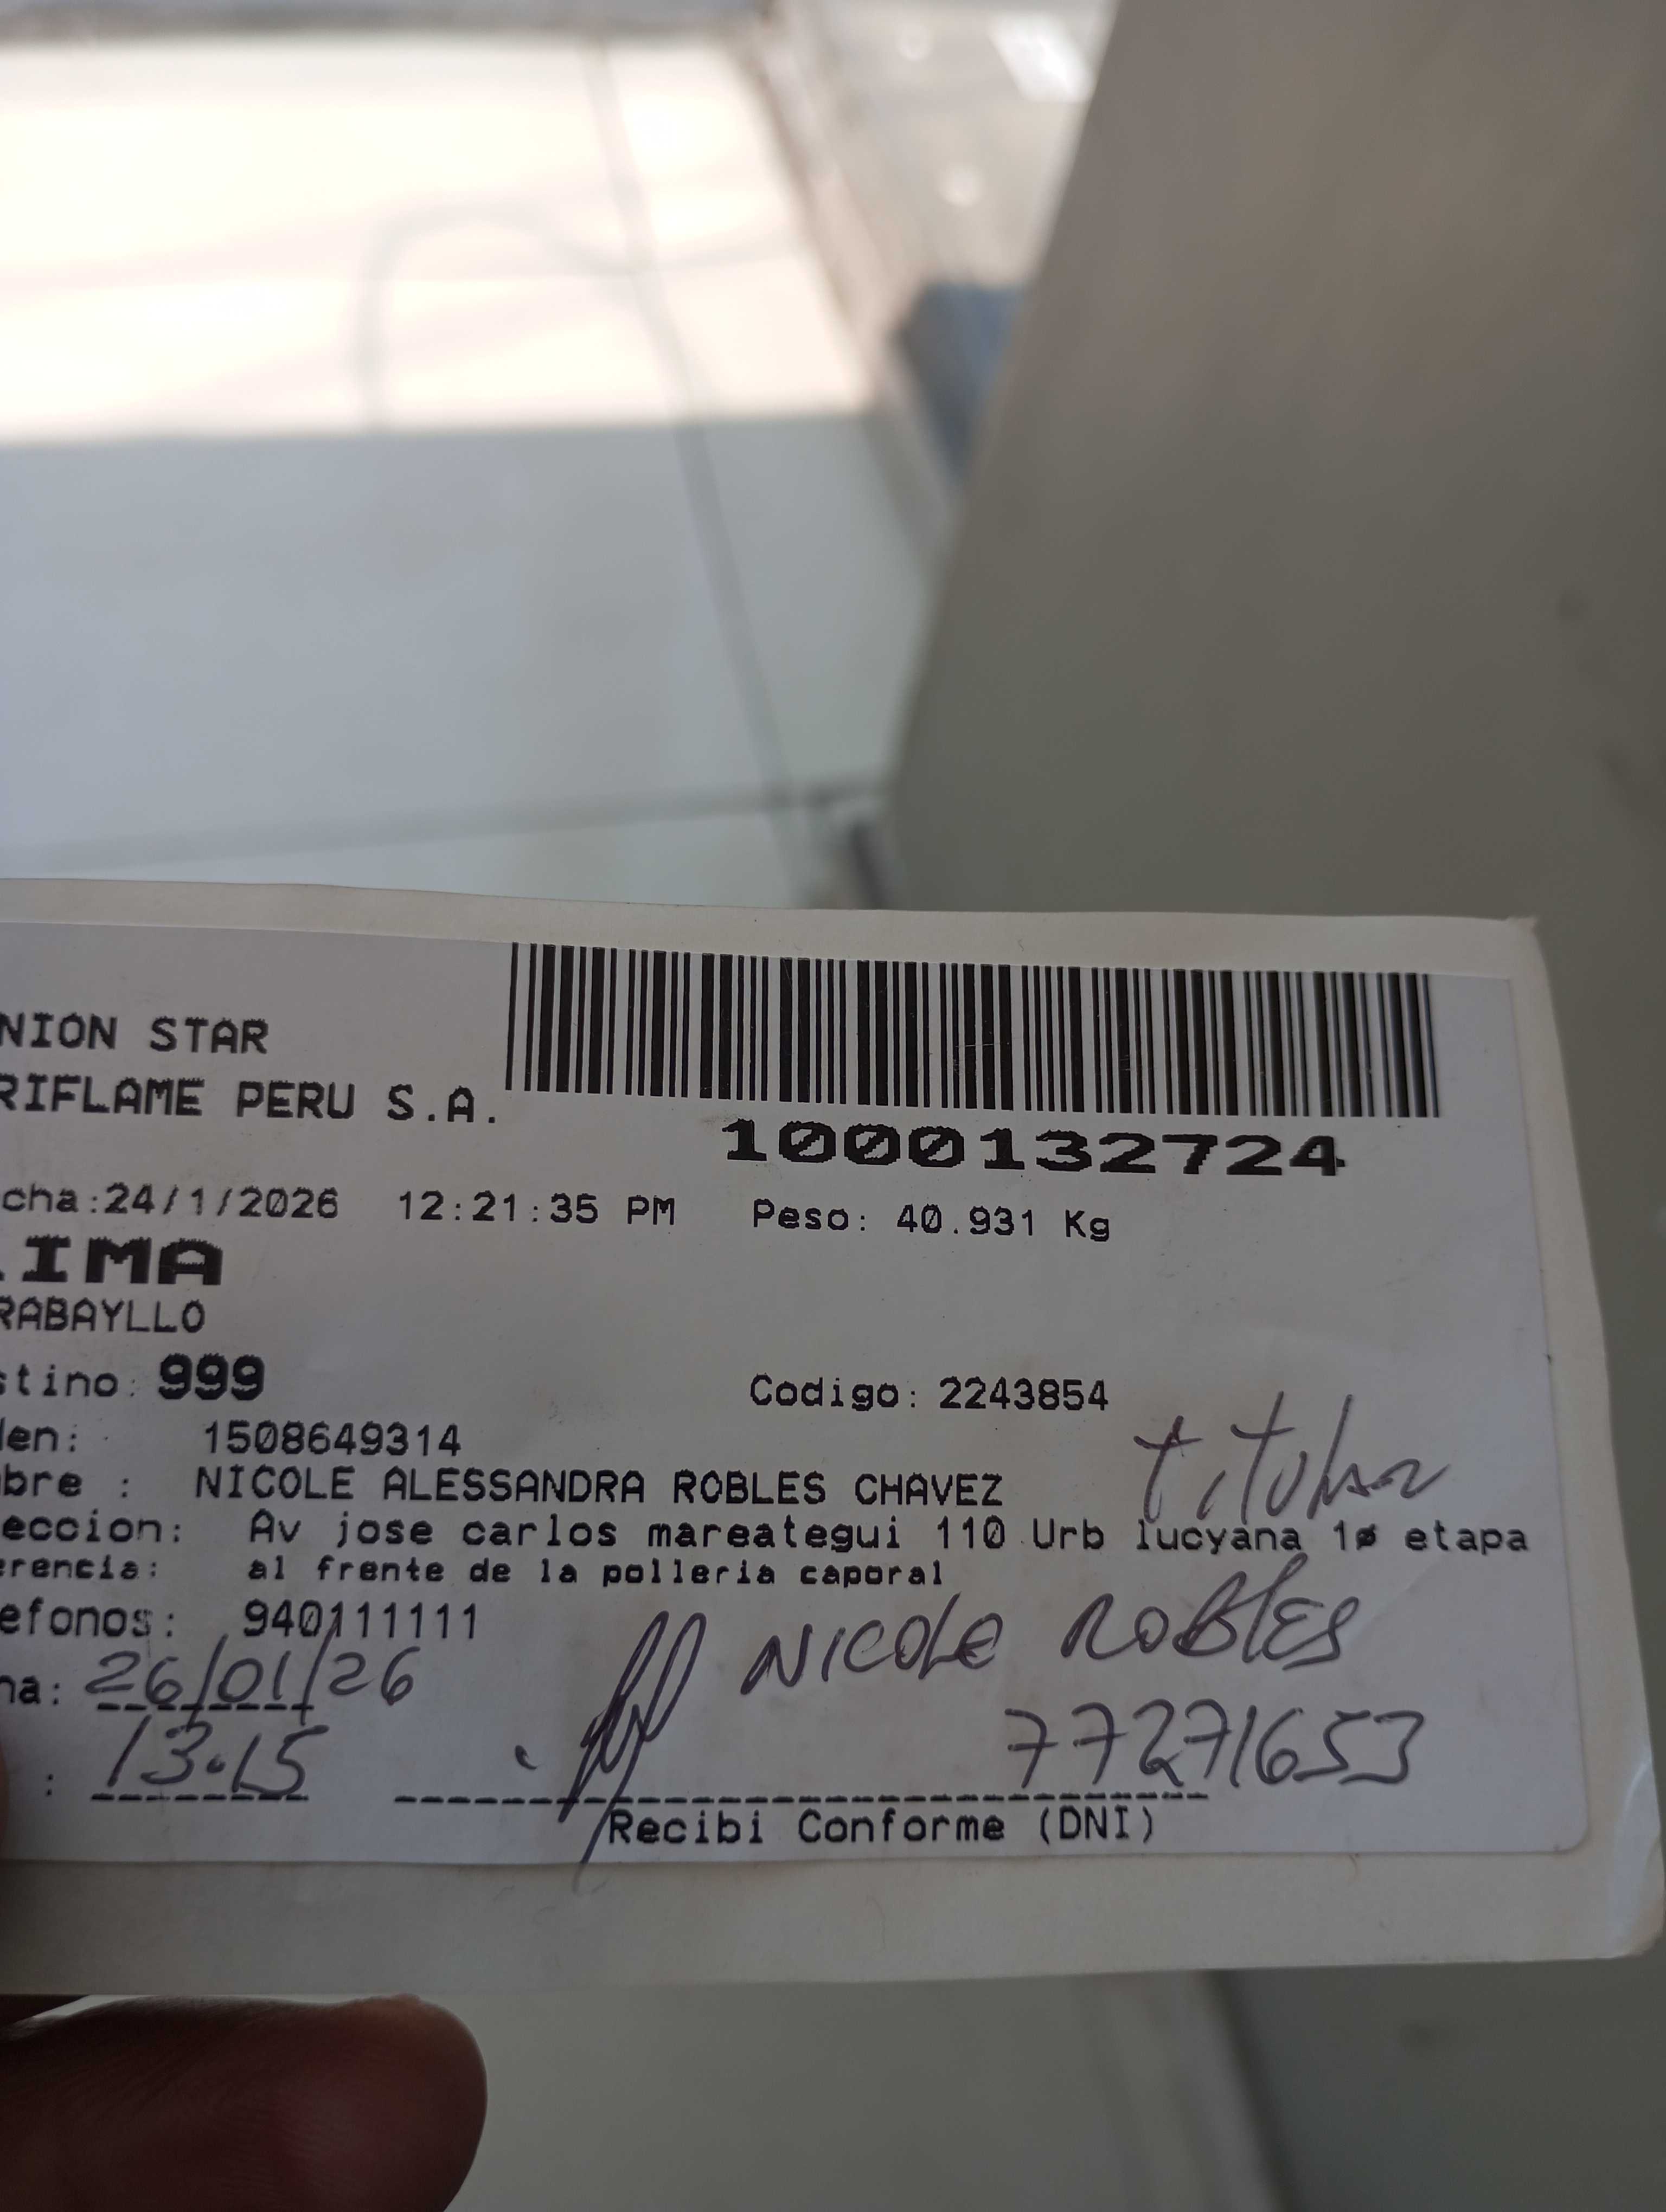 NION STAR
RIFLAME PERU S.A.
1000132724
cha:24/1/2026 12:21:35 PM Peso: 40.931 Kg
LIMA
RABAYLLO
stino: 999 Codigo: 2243854
den: 1508649314
titular
bre : NICOLE ALESSANDRA ROBLES CHAVEZ
eccion: Av jose carlos mareategui 110 Urb lucyana 1ø etapa
erencia: al frente de la polleria caporal
efonos: 940111111
NICOLE ROBLES
ha: 26/01/26
77271653
: 13.15
Recibi Conforme (DNI)